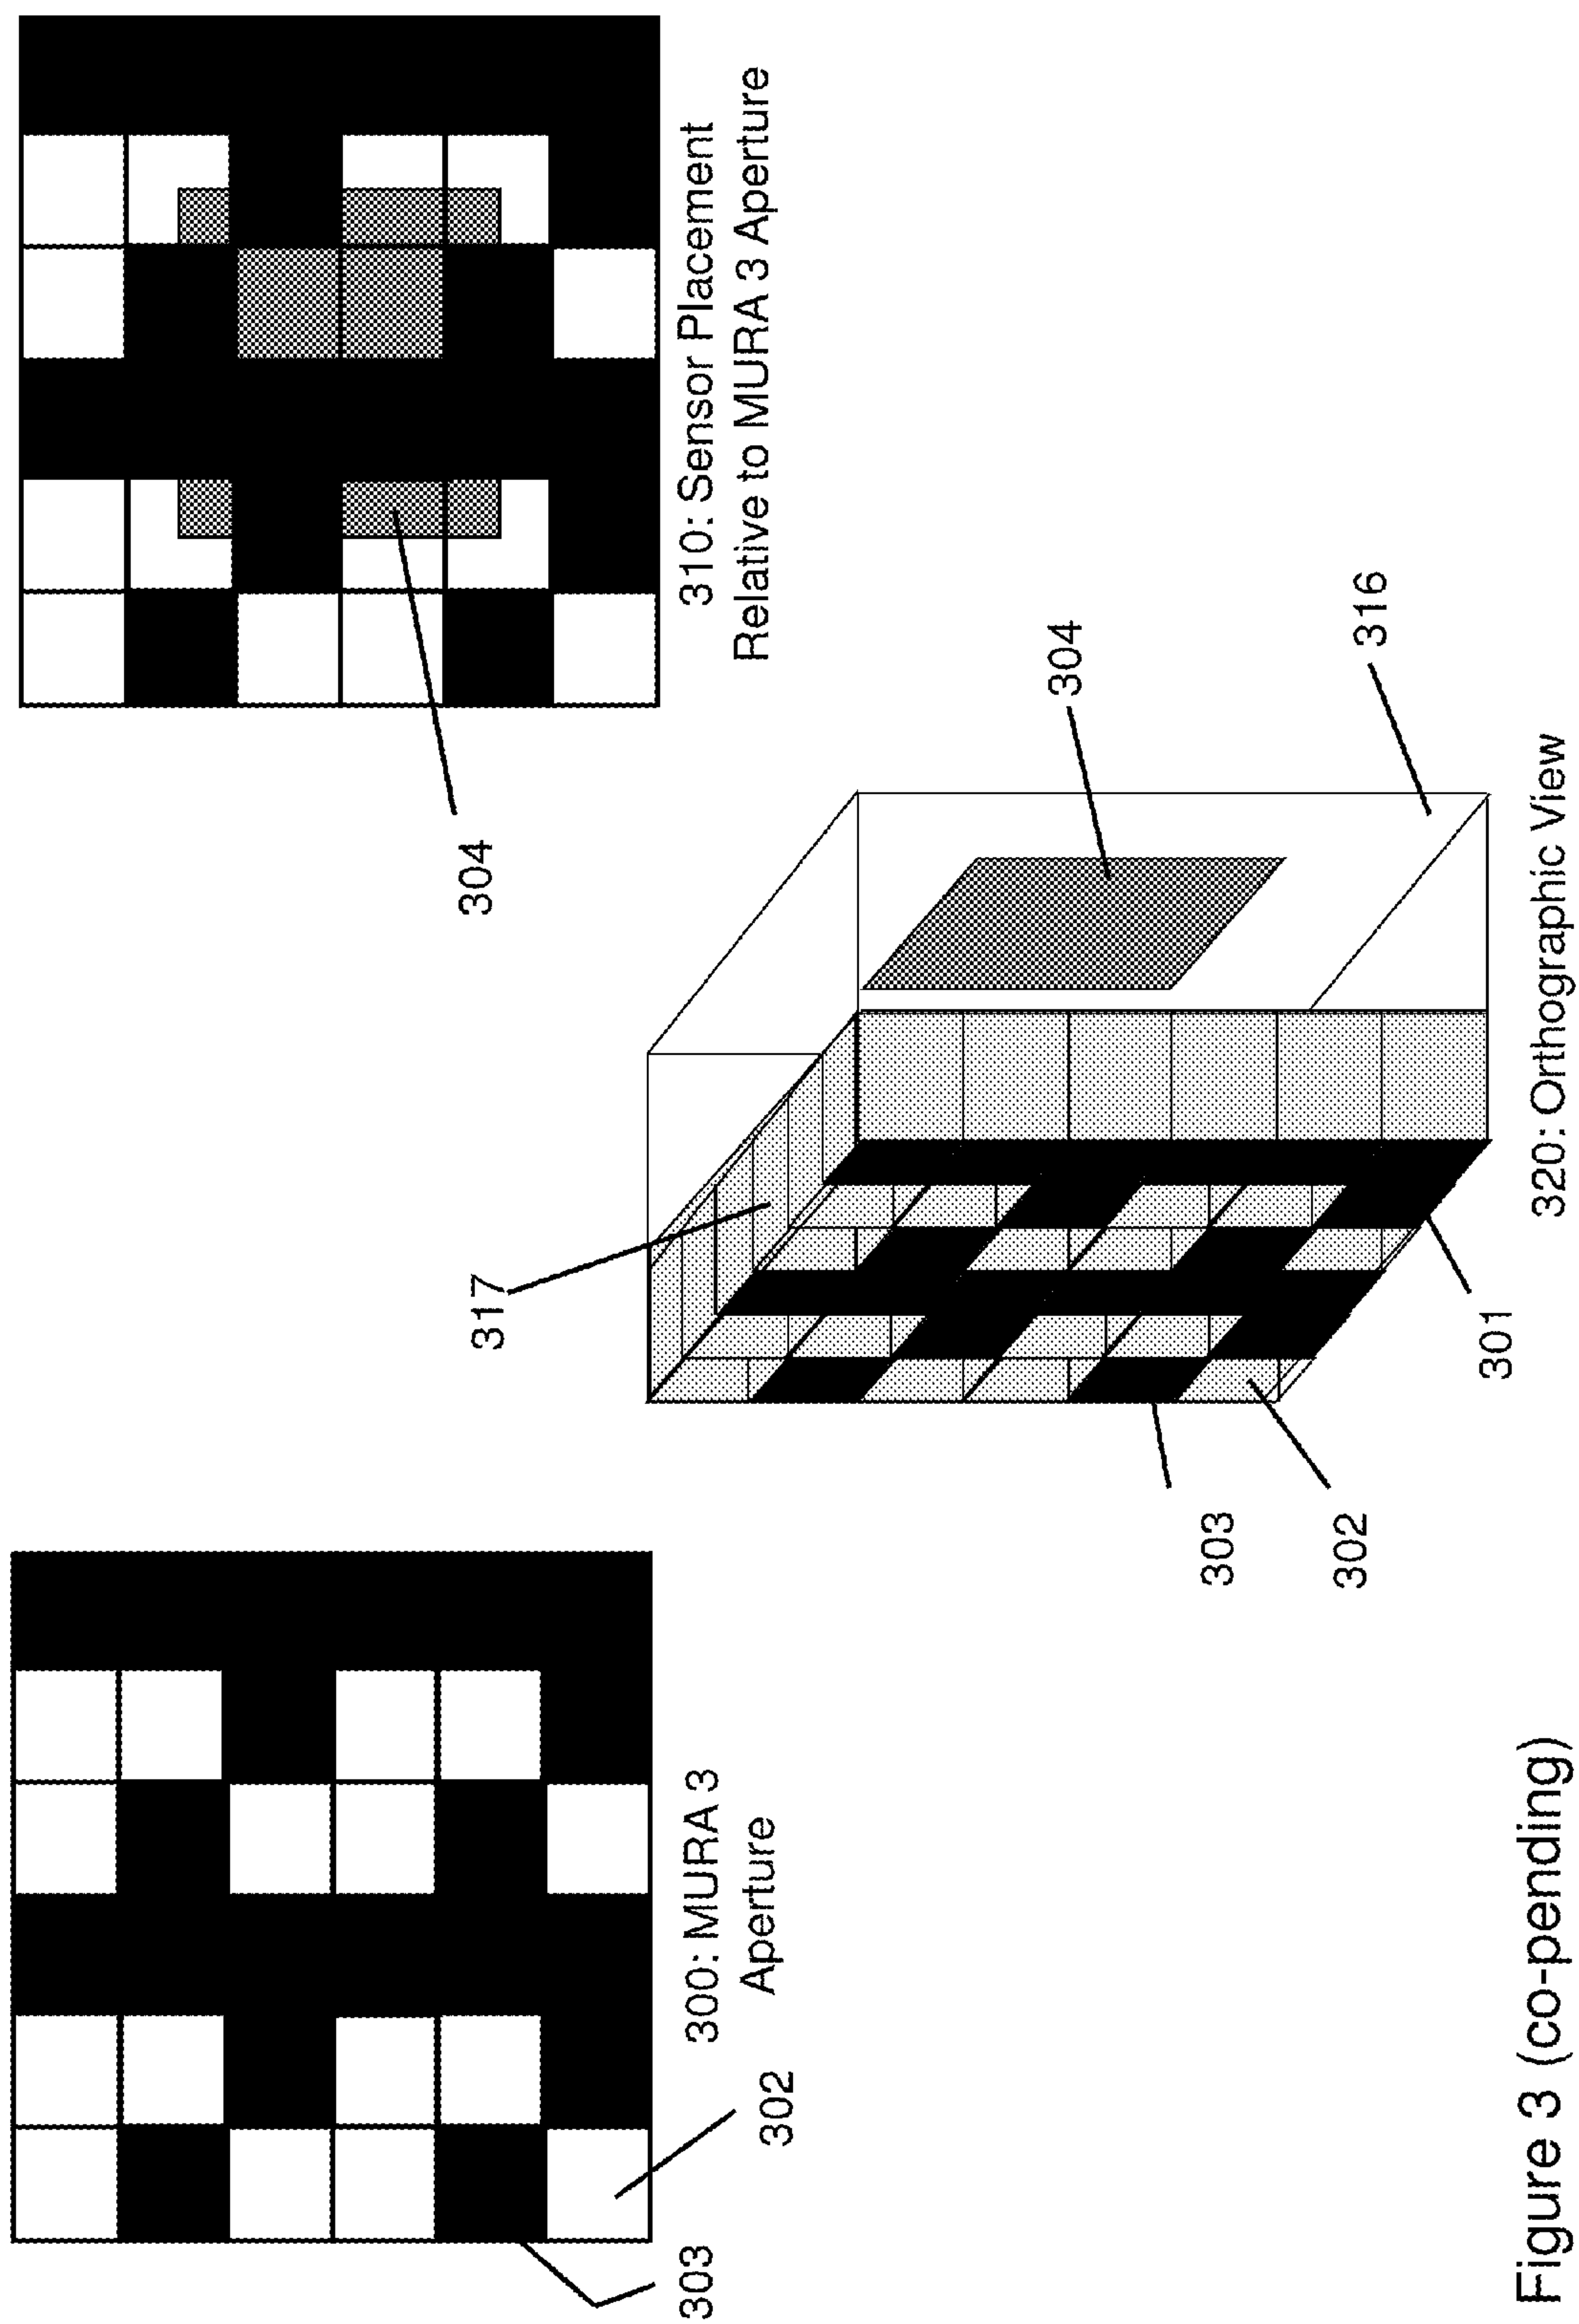 303
302
300: MURA 3
Aperture
304
310: Sensor Placement
Relative to MURA 3 Aperture
317
303
302
301
304
316
320: Orthographic View
Figure 3 (co-pending)